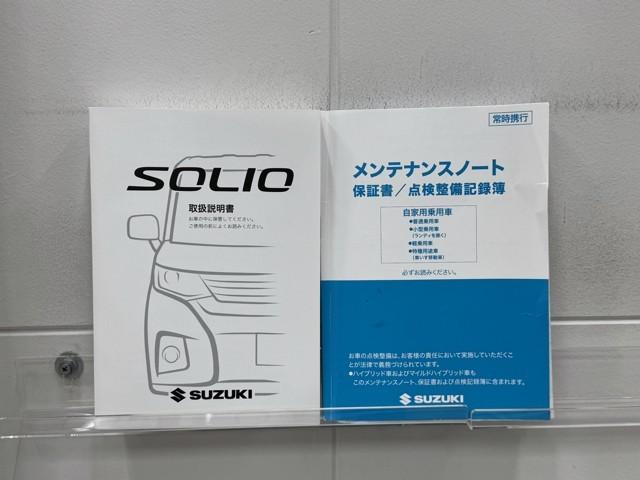 SOLIO
取扱説明書
お車の中に保管してください。
ご使用の前によくお読みください。
SUZUKI
常時携行
メンテナンスノート
保証書／点検整備記録簿
自家用乗用車
●普通乗用車
●小型乗用車
(ランディを除く)
●軽乗用車
●特種用途車
(車いす移動車)
必ずお読みください。
お車の点検整備は、お客様の責任において実施していただくこ
とが法律で義務づけられています。
●ハイブリッド車およびマイルドハイブリッド車も
このメンテナンスノート、保証書および点検記録簿に含まれます。
SUZUKI